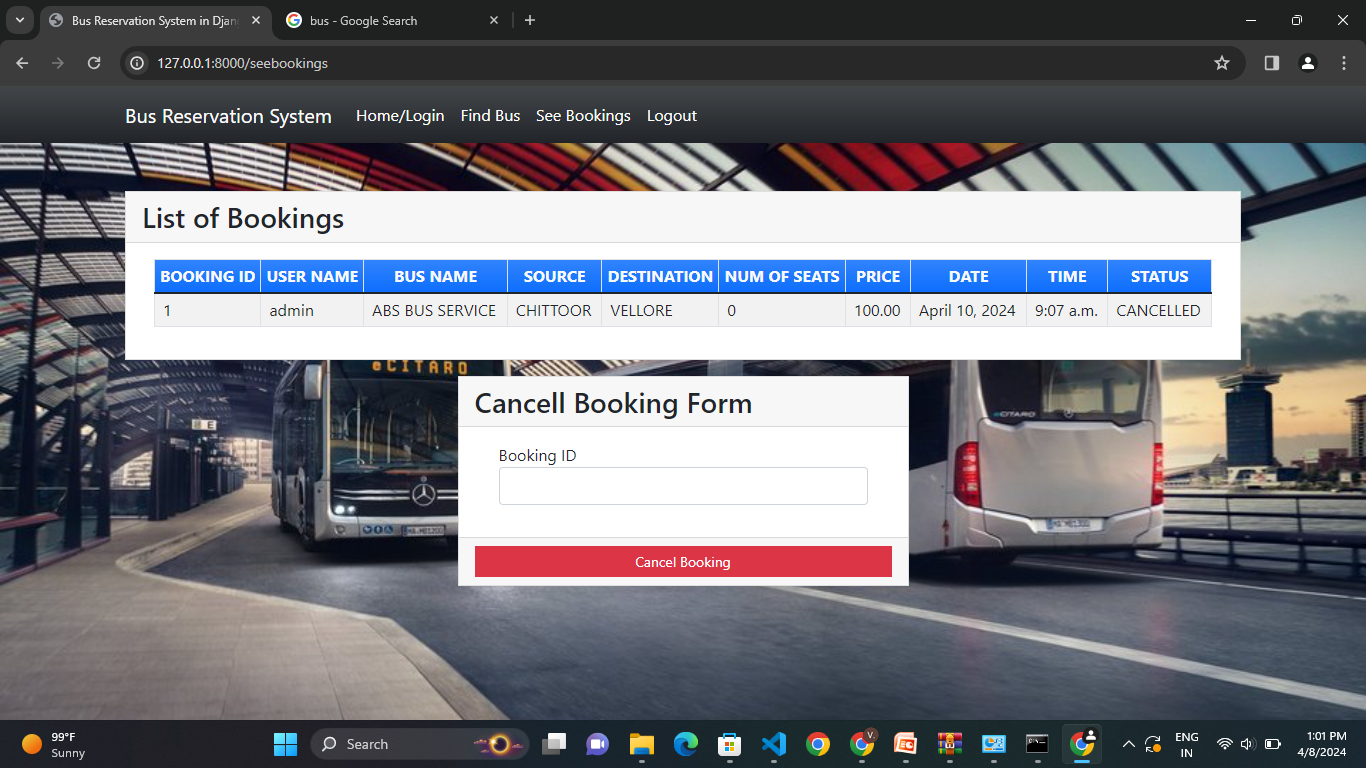 Bus Reservation System in Djan
bus - Google Search
127.0.0.1:8000/seebookings
Bus Reservation System Home/Login Find Bus See Bookings Logout
List of Bookings
BOOKING ID USER NAME BUS NAME SOURCE DESTINATION NUM OF SEATS PRICE DATE TIME STATUS
1 admin ABS BUS SERVICE CHITTOOR VELLORE 0 100.00 April 10, 2024 9:07 a.m. CANCELLED
eCITARO
E
eCITARO
Cancell Booking Form
Booking ID
Cancel Booking
99°F
Sunny
Search
V.
ENG
IN
1:01 PM
4/8/2024